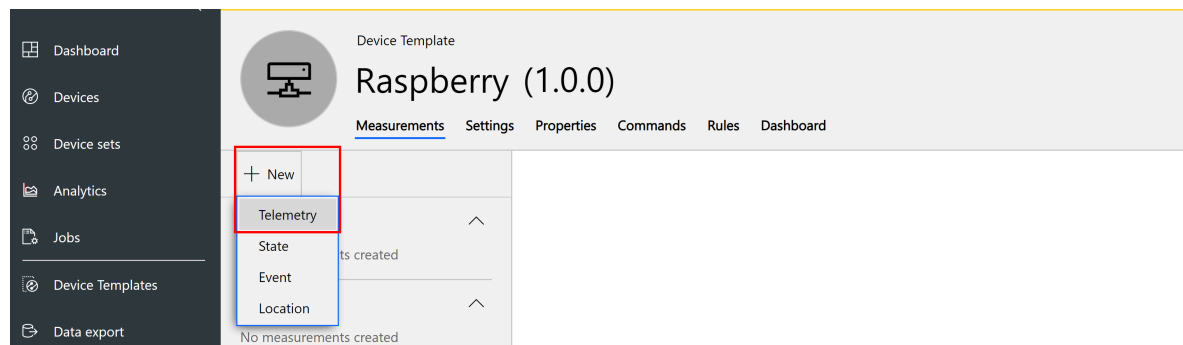 Dashboard
Devices
Device sets
Analytics
Jobs
Device Templates
Data export
Device Template
Raspberry (1.0.0)
Measurements Settings Properties Commands Rules Dashboard
+ New
Telemetry
State
Event
Location
created
No measurements created